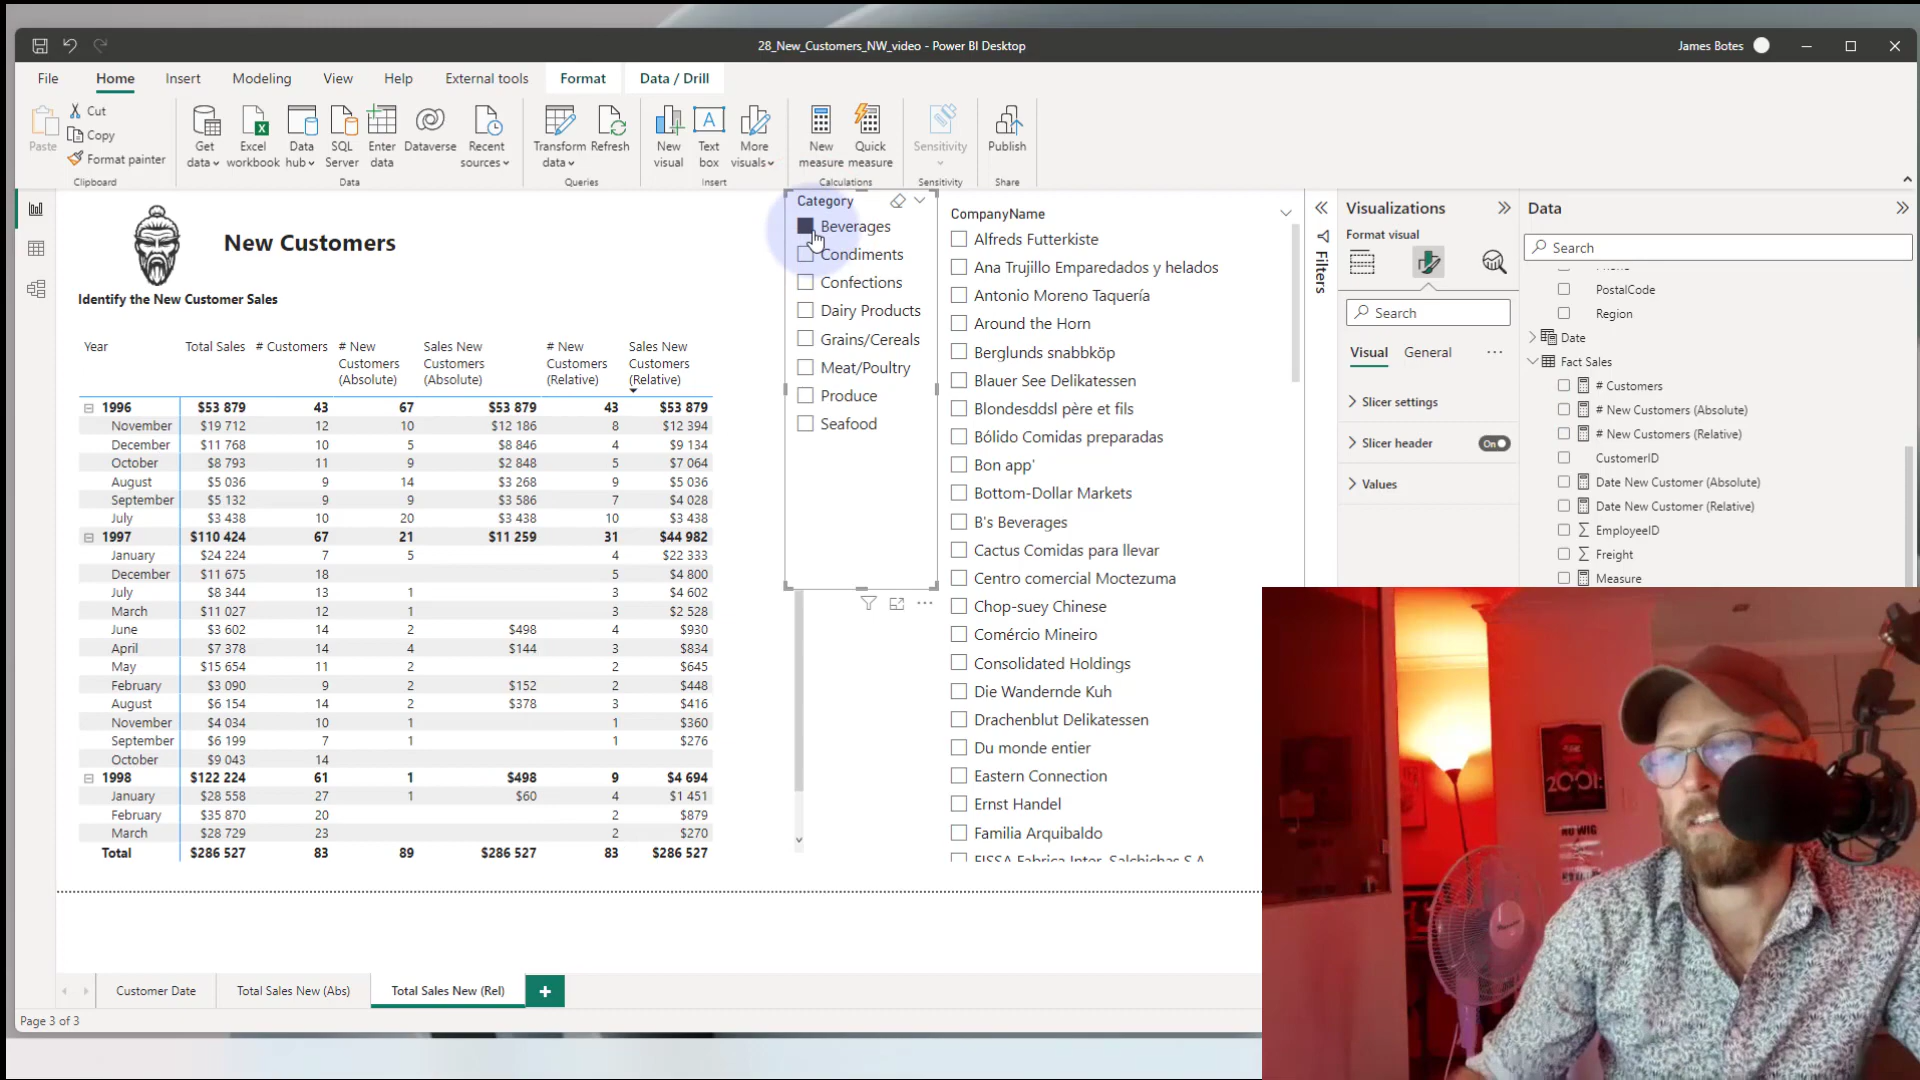 28_New_Customers_NW_video - Power BI Desktop
James Botes
File Home Insert Modeling View Help External tools Format Data / Drill
Paste
Cut
Copy
Format painter
Clipboard
Get data
Excel workbook
Data hub
SQL Server
Enter data
Dataverse
Recent sources
Data
Transform data
Refresh
Queries
New visual
Text box
More visuals
Insert
New measure
Quick measure
Calculations
Sensitivity
Sensitivity
Publish
Share
New Customers
Identify the New Customer Sales
Year Total Sales # Customers # New Customers (Absolute) Sales New Customers (Absolute) # New Customers (Relative) Sales New Customers (Relative)
1996 $53 879 43 67 $53 879 43 $53 879
November $19 712 12 10 $12 186 8 $12 394
December $11 768 10 5 $8 846 4 $9 134
October $8 793 11 9 $2 848 5 $7 064
August $5 036 9 14 $3 268 9 $5 036
September $5 132 9 9 $3 586 7 $4 028
July $3 438 10 20 $3 438 10 $3 438
1997 $110 424 67 21 $11 259 31 $44 982
January $24 224 7 5 4 $22 333
December $11 675 18 5 $4 800
July $8 344 13 1 3 $4 602
March $11 027 12 1 3 $2 528
June $3 602 14 2 $498 4 $930
April $7 378 14 4 $144 3 $834
May $15 654 11 2 2 $645
February $3 090 9 2 $152 2 $448
August $6 154 14 2 $378 3 $416
November $4 034 10 1 1 $360
September $6 199 7 1 1 $276
October $9 043 14
1998 $122 224 61 1 $498 9 $4 694
January $28 558 27 1 $60 4 $1 451
February $35 870 20 2 $879
March $28 729 23 2 $270
Total $286 527 83 89 $286 527 83 $286 527
Category
Beverages
Condiments
Confections
Dairy Products
Grains/Cereals
Meat/Poultry
Produce
Seafood
CompanyName
Alfreds Futterkiste
Ana Trujillo Emparedados y helados
Antonio Moreno Taquería
Around the Horn
Berglunds snabbköp
Blauer See Delikatessen
Blondesddsl père et fils
Bólido Comidas preparadas
Bon app'
Bottom-Dollar Markets
B's Beverages
Cactus Comidas para llevar
Centro comercial Moctezuma
Chop-suey Chinese
Comércio Mineiro
Consolidated Holdings
Die Wandernde Kuh
Drachenblut Delikatessen
Du monde entier
Eastern Connection
Ernst Handel
Familia Arquibaldo
FISSA Fabrica Inter. Salchichas S.A.
Filters
Visualizations
Format visual
Search
Visual General
Slicer settings
Slicer header On
Values
Data
Search
PostalCode
Region
Date
Fact Sales
# Customers
# New Customers (Absolute)
# New Customers (Relative)
CustomerID
Date New Customer (Absolute)
Date New Customer (Relative)
EmployeeID
Freight
Measure
2001:
NO WIG
Customer Date Total Sales New (Abs) Total Sales New (Rel)
Page 3 of 3